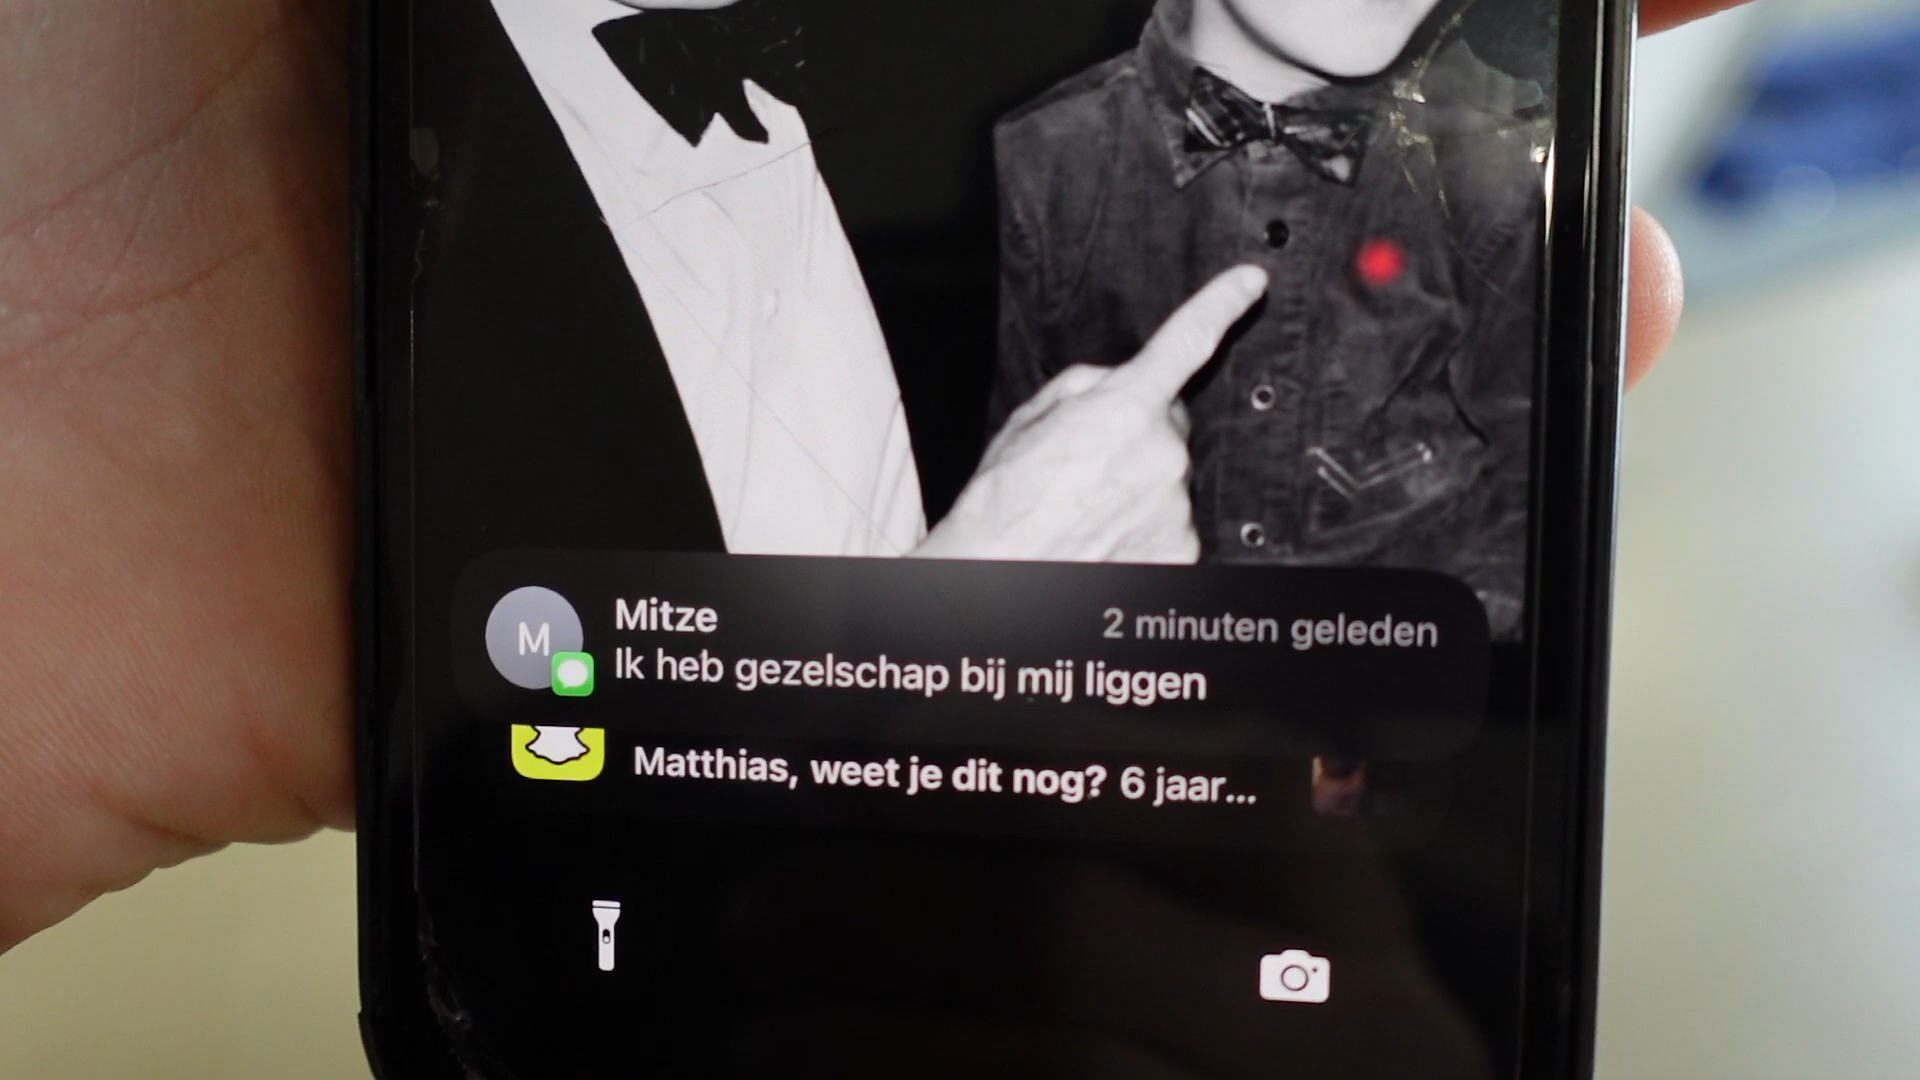 M
Mitze
2 minuten geleden
Ik heb gezelschap bij mij liggen
Matthias, weet je dit nog? 6 jaar...